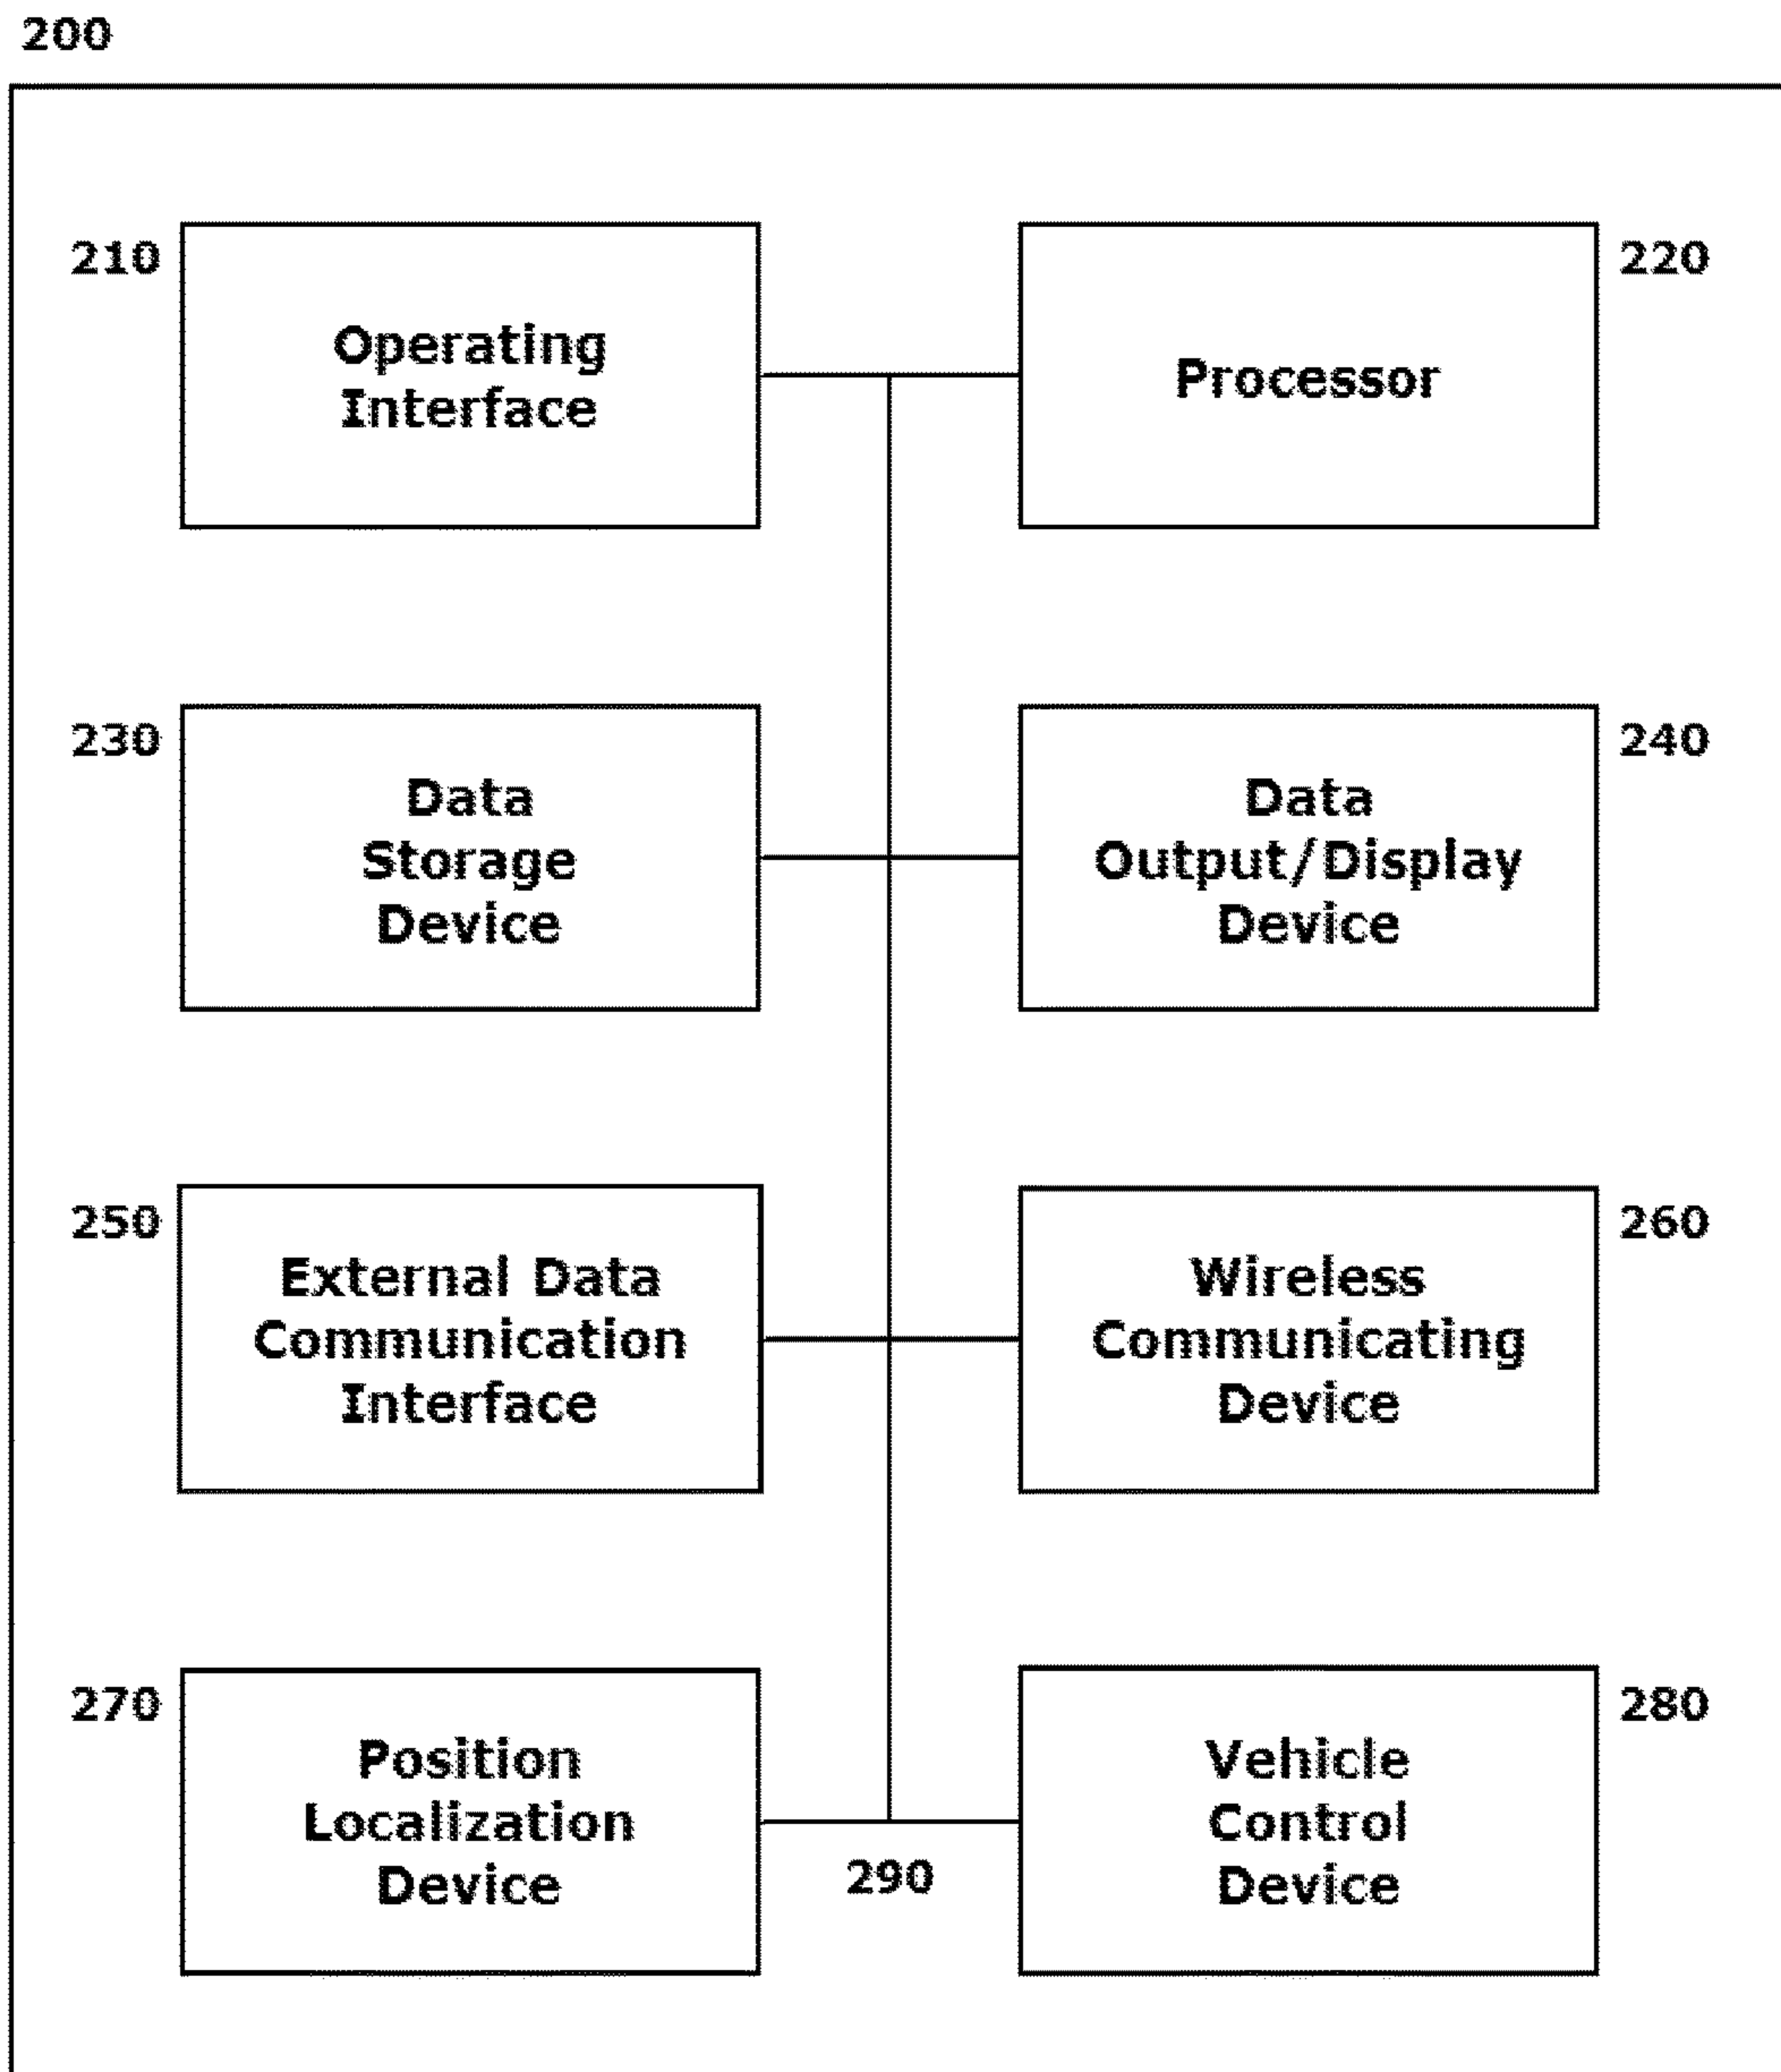 200
210
Operating
Interface
Processor
220
230
Data
Storage
Device
Data
Output/Display
Device
240
250
External Data
Communication
Interface
Wireless
Communicating
Device
260
270
Position
Localization
Device
290
Vehicle
Control
Device
280